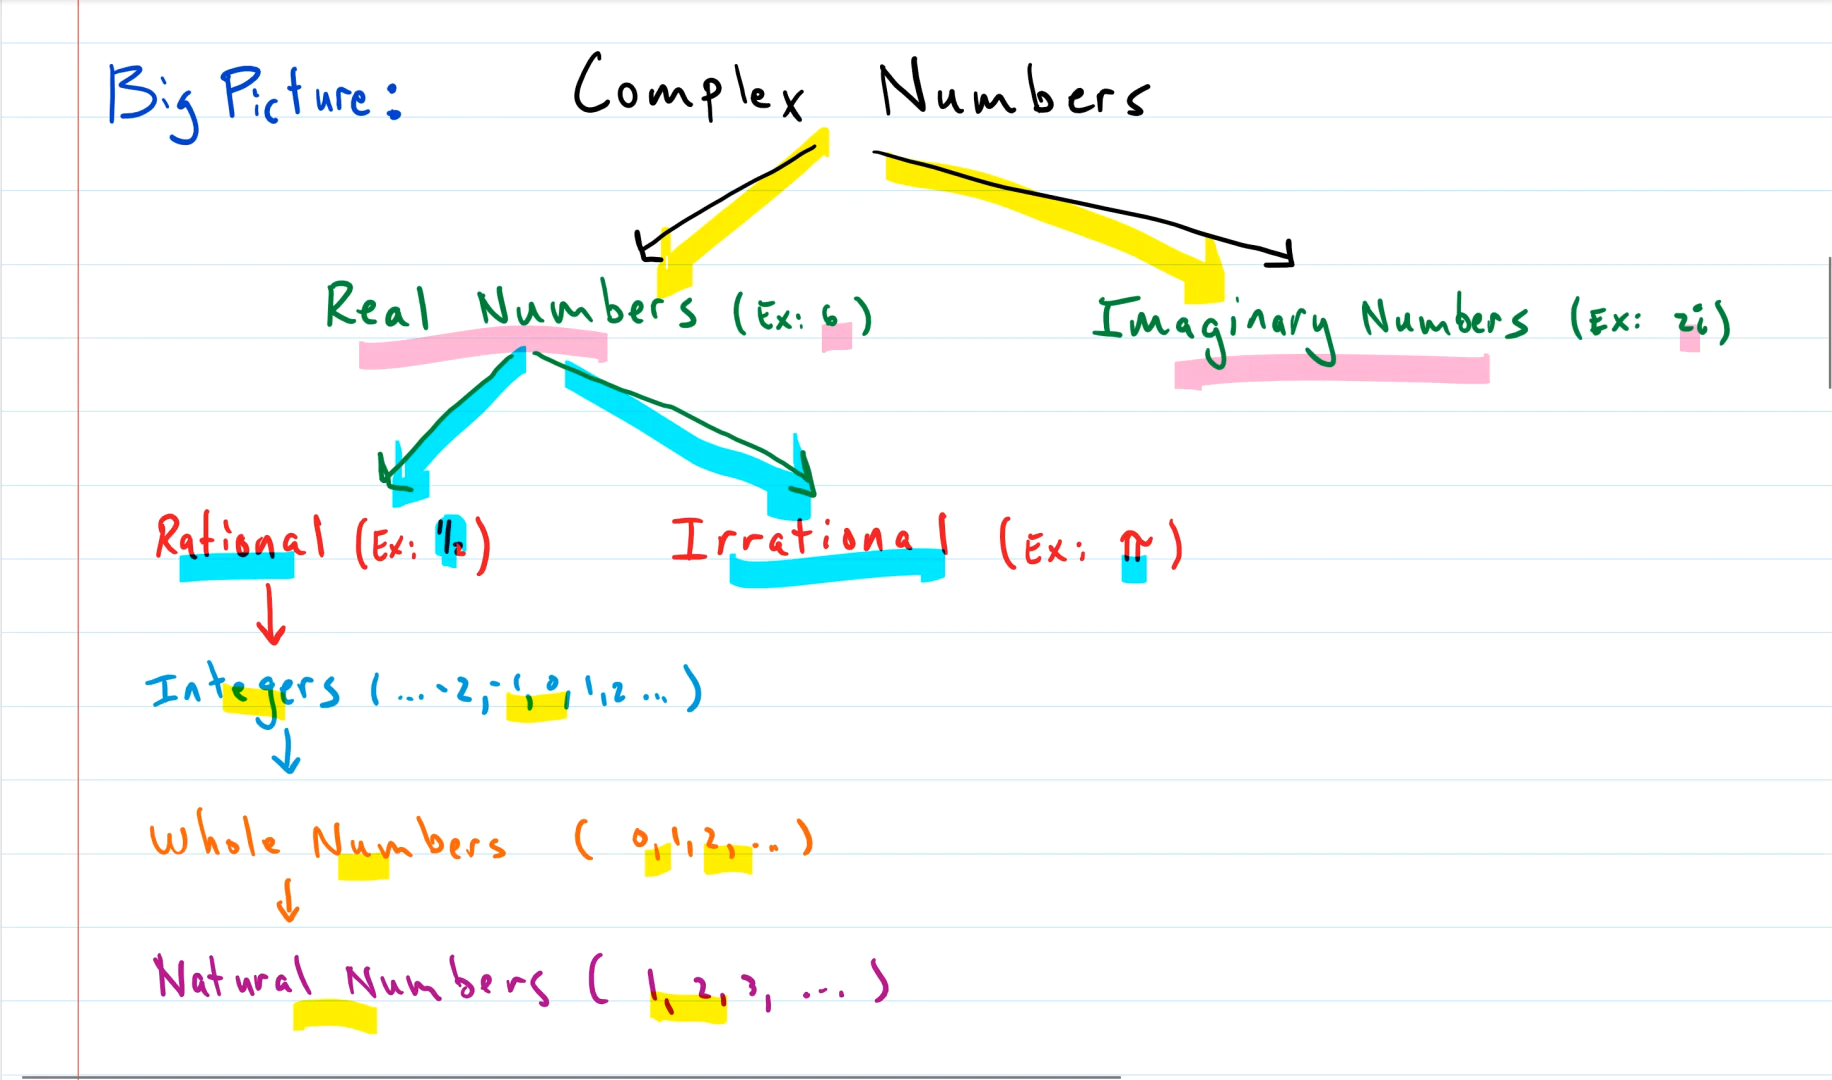 Big Picture: Complex Numbers
Real Numbers (Ex: 6) Imaginary Numbers (Ex: 2i)
Rational (Ex: 1/2) Irrational (Ex: π)
Integers (...-2,-1,0,1,2...)
Whole Numbers (0,1,2,...)
Natural Numbers (1,2,3,...)